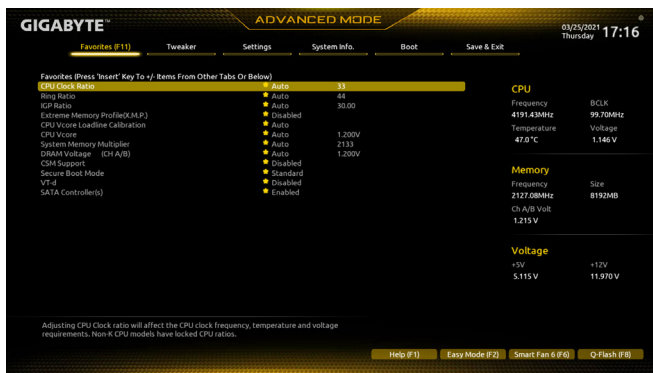 GIGABYTE™
ADVANCED MODE
03/25/2021 Thursday 17:16
Favorites (F11) Tweaker Settings System Info. Boot Save & Exit
Favorites (Press 'Insert' Key To +/- Items From Other Tabs Or Below)
CPU Clock Ratio Auto 33
Ring Ratio Auto 44
IGP Ratio Auto 30.00
Extreme Memory Profile(X.M.P.) Disabled
CPU Vcore Loadline Calibration Auto
CPU Vcore Auto 1.200V
System Memory Multiplier Auto 2133
DRAM Voltage (CH A/B) Auto 1.200V
CSM Support Disabled
Secure Boot Mode Standard
VT-d Disabled
SATA Controller(s) Enabled
CPU
Frequency BCLK
4191.43MHz 99.70MHz
Temperature Voltage
47.0 °C 1.146 V
Memory
Frequency Size
2127.08MHz 8192MB
Ch A/B Volt
1.215 V
Voltage
+5V +12V
5.115 V 11.970 V
Adjusting CPU Clock ratio will affect the CPU clock frequency, temperature and voltage
requirements. Non-K CPU models have locked CPU ratios.
Help (F1) Easy Mode (F2) Smart Fan 6 (F6) Q-Flash (F8)